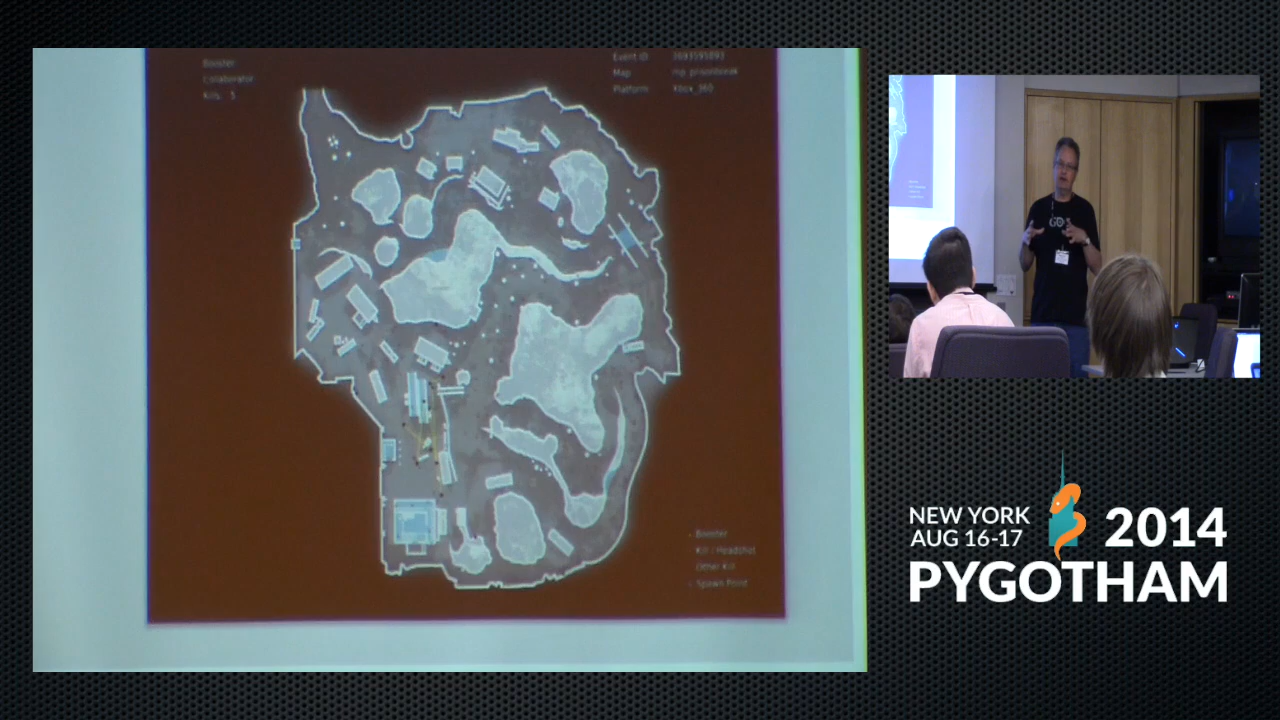 Booster
Collaborator
Kills: 5
Event ID 3693595893
Map mp_prisonbreak
Platform Xbox_360
Booster
Kill / Headshot
Other Kill
Spawn Point
NEW YORK
AUG 16-17
2014
PYGOTHAM